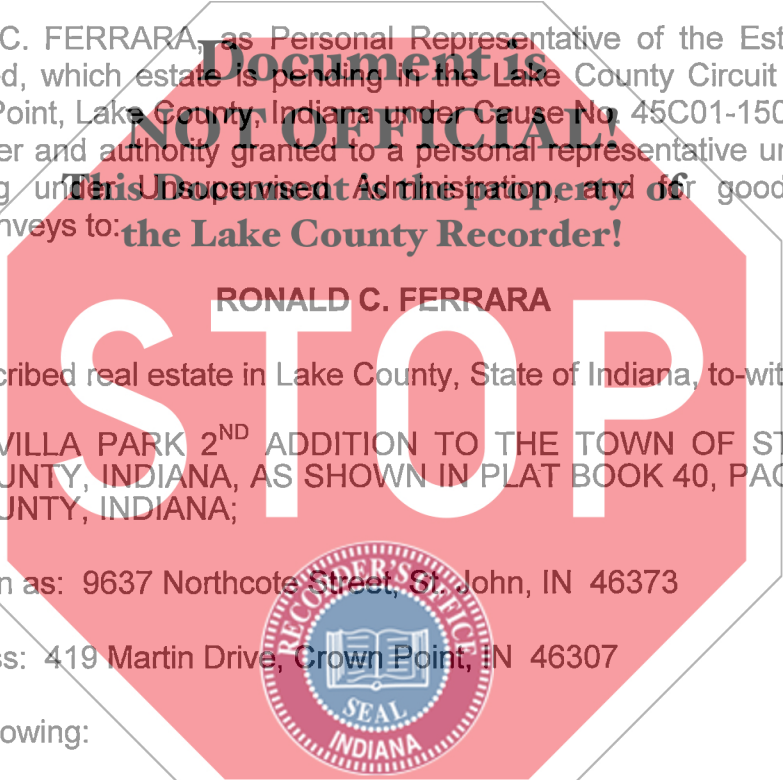 C. FERRARA, as Personal Representative of the Est
Document is
d, which estate is pending in the Lake County Circuit
Point, Lake County, Indiana under Cause No. 45C01-150
NOT OFFICIAL!
er and authority granted to a personal representative un
g under Unsupervised Administration, and for good
This Document is the property of
nveys to:
the Lake County Recorder!
RONALD C. FERRARA
STOP
cribed real estate in Lake County, State of Indiana, to-wit
VILLA PARK 2ND ADDITION TO THE TOWN OF ST
UNTY, INDIANA, AS SHOWN IN PLAT BOOK 40, PAG
UNTY, INDIANA;
n as: 9637 Northcote Street, St. John, IN 46373
ss: 419 Martin Drive, Crown Point, IN 46307
owing:
RECORDER'S OFFICE
SEAL
INDIANA